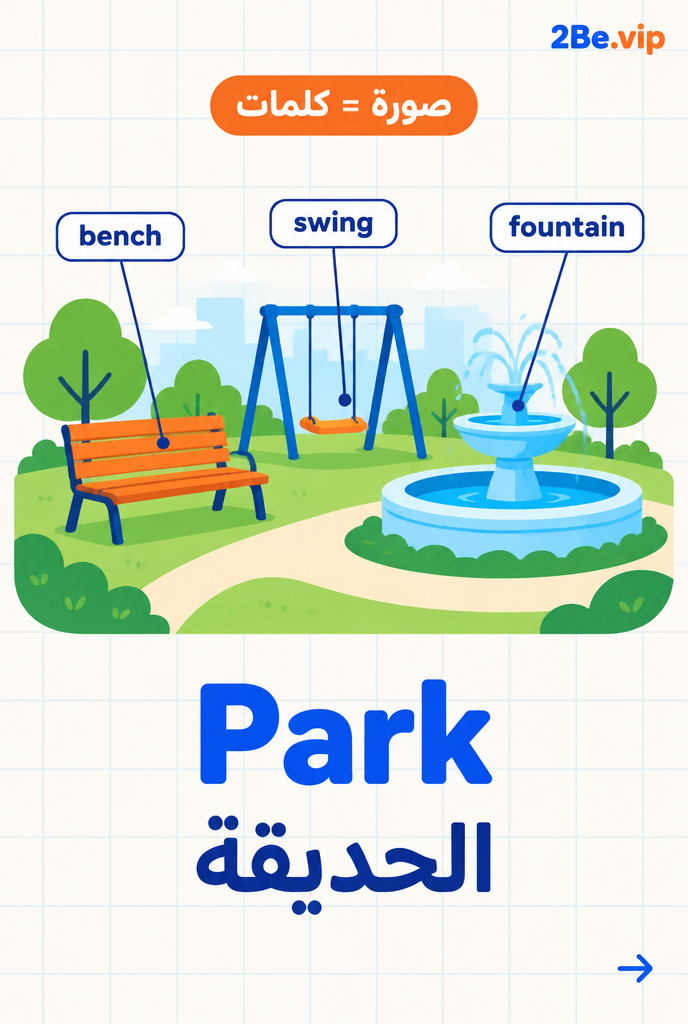 2Be.vip
صورة = كلمات
bench
swing
fountain
Park
الحديقة